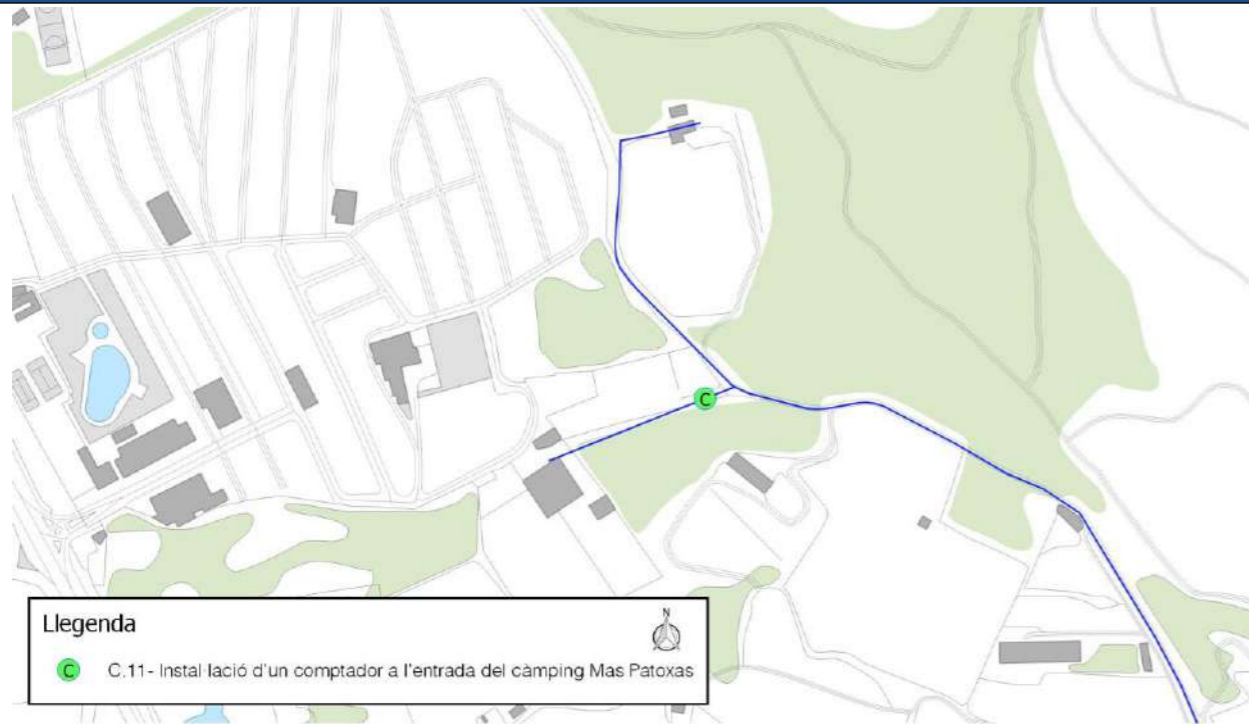 C
Llegenda
N
C C.11- Instal·lació d'un comptador a l'entrada del càmping Mas Patoxas